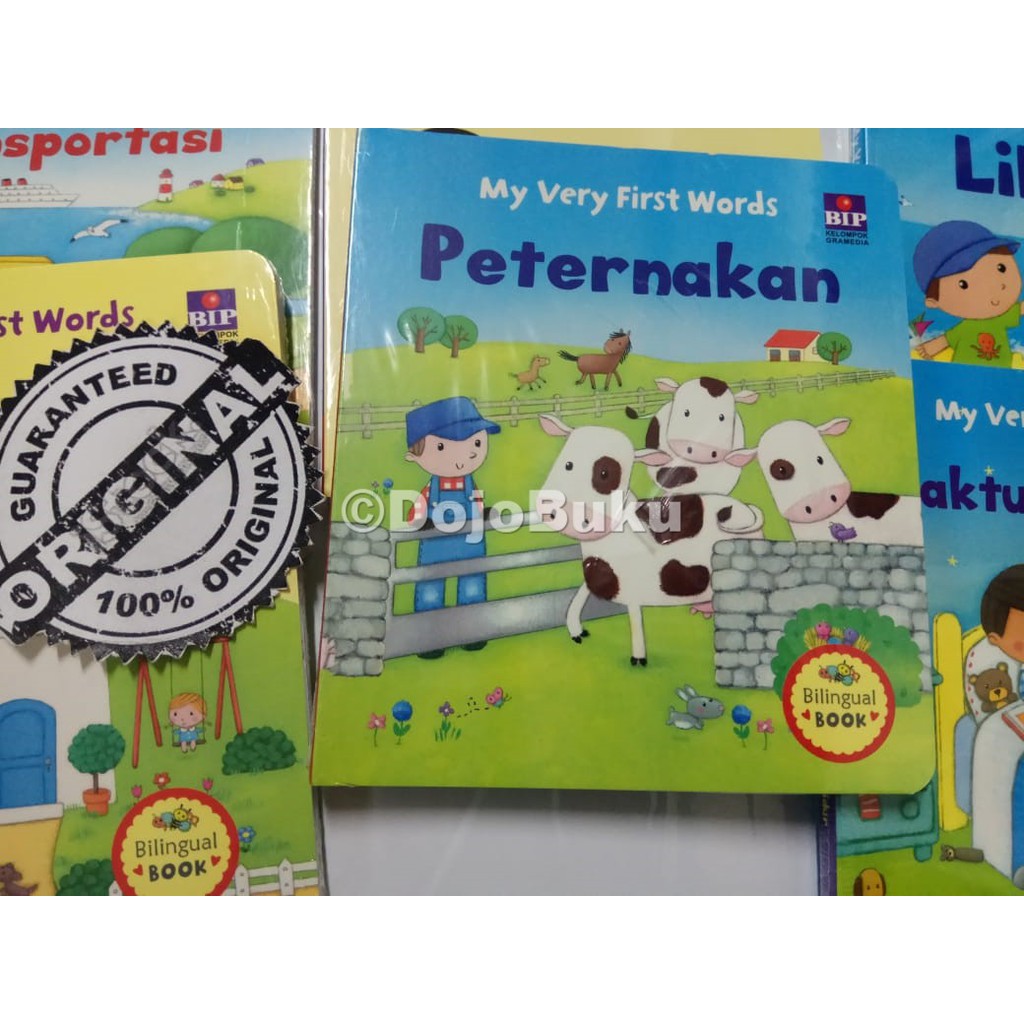 osportasi
My Very First Words
Peternakan
BIP
KELOMPOK
GRAMEDIA
Li
st Words
BIP
GUARANTEED
ORIGINAL
100% ORIGINAL
©DojoBuku
My Ver
aktu
Bilingual
BOOK
Bilingual
BOOK